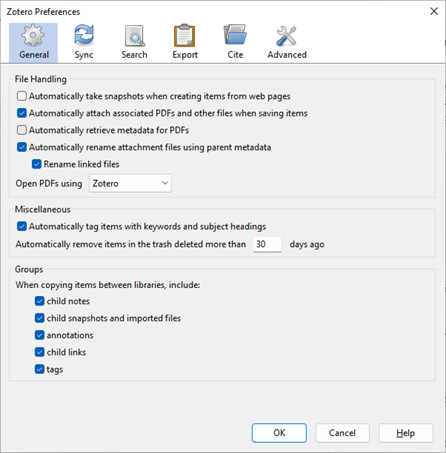 Zotero Preferences
General Sync Search Export Cite Advanced
File Handling
Automatically take snapshots when creating items from web pages
Automatically attach associated PDFs and other files when saving items
Automatically retrieve metadata for PDFs
Automatically rename attachment files using parent metadata
Rename linked files
Open PDFs using Zotero
Miscellaneous
Automatically tag items with keywords and subject headings
Automatically remove items in the trash deleted more than 30 days ago
Groups
When copying items between libraries, include:
child notes
child snapshots and imported files
annotations
child links
tags
OK Cancel Help